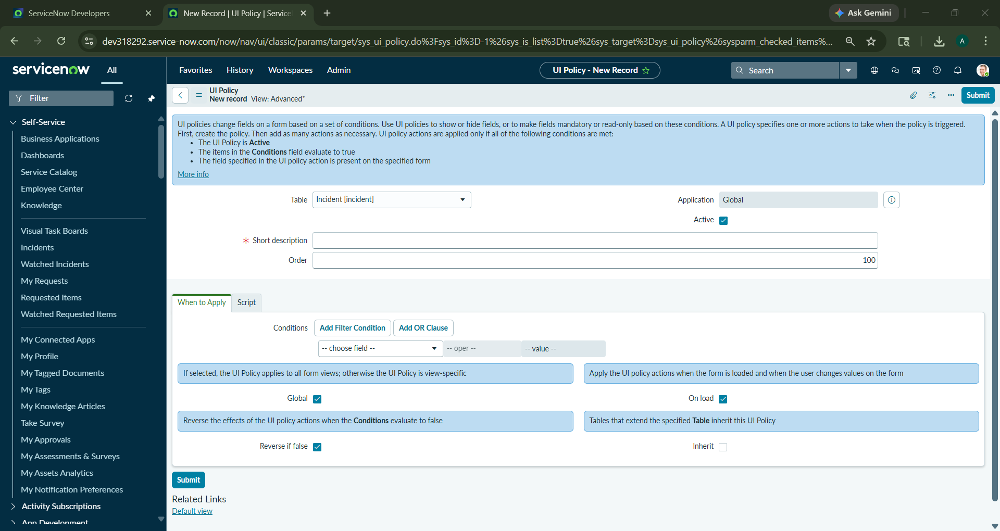 ServiceNow Developers
New Record | UI Policy | Service
Ask Gemini
dev318292.service-now.com/now/nav/ui/classic/params/target/sys_ui_policy.do%3Fsys_id%3D-1%26sys_is_list%3Dtrue%26sys_target%3Dsys_ui_policy%26sysparm_checked_items%...
A
servicenow
All
Favorites
History
Workspaces
Admin
UI Policy - New Record
Search
Filter
Self-Service
Business Applications
Dashboards
Service Catalog
Employee Center
Knowledge
Visual Task Boards
Incidents
Watched Incidents
My Requests
Requested Items
Watched Requested Items
My Connected Apps
My Profile
My Tagged Documents
My Tags
My Knowledge Articles
Take Survey
My Approvals
My Assessments & Surveys
My Assets Analytics
My Notification Preferences
Activity Subscriptions
App Development
UI Policy
New record View: Advanced*
Submit
UI policies change fields on a form based on a set of conditions. Use UI policies to show or hide fields, or to make fields mandatory or read-only based on these conditions. A UI policy specifies one or more actions to take when the policy is triggered.
First, create the policy. Then add as many actions as necessary. UI policy actions are applied only if all of the following conditions are met:
• The UI Policy is Active
• The items in the Conditions field evaluate to true
• The field specified in the UI policy action is present on the specified form
More info
Table
Incident [incident]
Application
Global
Active
* Short description
Order
100
When to Apply
Script
Conditions
Add Filter Condition
Add OR Clause
-- choose field --
-- oper --
-- value --
If selected, the UI Policy applies to all form views; otherwise the UI Policy is view-specific
Apply the UI policy actions when the form is loaded and when the user changes values on the form
Global
On load
Reverse the effects of the UI policy actions when the Conditions evaluate to false
Tables that extend the specified Table inherit this UI Policy
Reverse if false
Inherit
Submit
Related Links
Default view